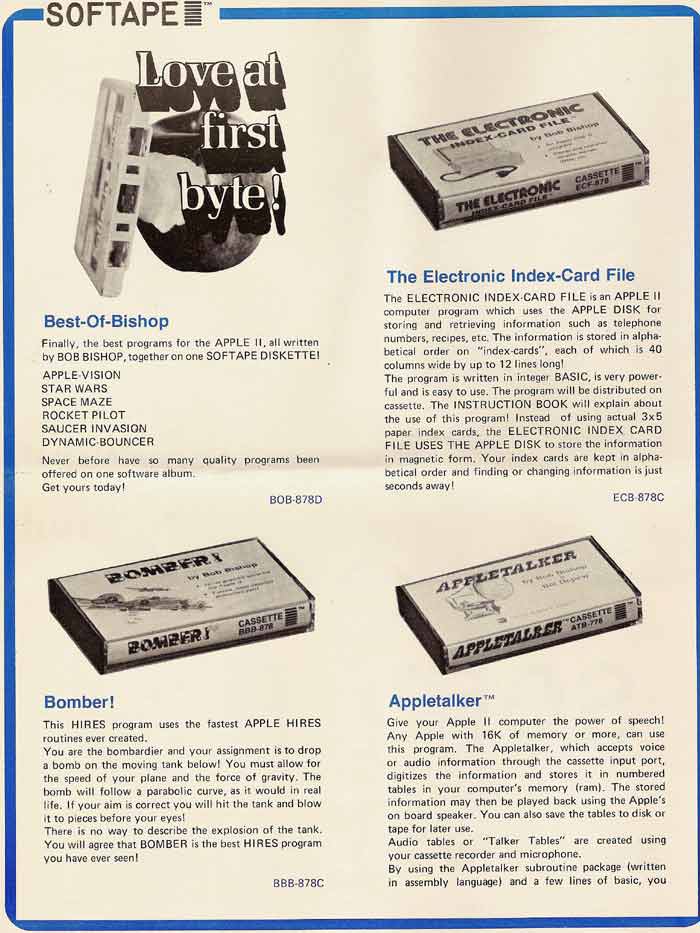 SOFTAPE™
Love at
first
byte!
Best-Of-Bishop
Finally, the best programs for the APPLE II, all written
by BOB BISHOP, together on one SOFTAPE DISKETTE!
APPLE-VISION
STAR WARS
SPACE MAZE
ROCKET PILOT
SAUCER INVASION
DYNAMIC-BOUNCER
Never before have so many quality programs been
offered on one software album.
Get yours today!
BOB-878D
THE ELECTRONIC
INDEX-CARD FILE™
by Bob Bishop
THE ELECTRONIC
INDEX-CARD FILE™
CASSETTE
ECF-878
™
The Electronic Index-Card File
The ELECTRONIC INDEX-CARD FILE is an APPLE II
computer program which uses the APPLE DISK for
storing and retrieving information such as telephone
numbers, recipes, etc. The information is stored in alpha-
betical order on "index-cards", each of which is 40
columns wide by up to 12 lines long!
The program is written in integer BASIC, is very power-
ful and is easy to use. The program will be distributed on
cassette. The INSTRUCTION BOOK will explain about
the use of this program! Instead of using actual 3x5
paper index cards, the ELECTRONIC INDEX CARD
FILE USES THE APPLE DISK to store the information
in magnetic form. Your index cards are kept in alpha-
betical order and finding or changing information is just
seconds away!
ECB-878C
BOMBER!
by Bob Bishop
BOMBER!™
CASSETTE
BBB-878
™
Bomber!
This HIRES program uses the fastest APPLE HIRES
routines ever created.
You are the bombardier and your assignment is to drop
a bomb on the moving tank below! You must allow for
the speed of your plane and the force of gravity. The
bomb will follow a parabolic curve, as it would in real
life. If your aim is correct you will hit the tank and blow
it to pieces before your eyes!
There is no way to describe the explosion of the tank.
You will agree that BOMBER is the best HIRES program
you have ever seen!
BBB-878C
APPLETALKER
by Bob Bishop
Bill Depew
APPLETALKER™
CASSETTE
ATB-778
™
Appletalker™
Give your Apple II computer the power of speech!
Any Apple with 16K of memory or more, can use
this program. The Appletalker, which accepts voice
or audio information through the cassette input port,
digitizes the information and stores it in numbered
tables in your computer's memory (ram). The stored
information may then be played back using the Apple's
on board speaker. You can also save the tables to disk or
tape for later use.
Audio tables or "Talker Tables" are created using
your cassette recorder and microphone.
By using the Appletalker subroutine package (written
in assembly language) and a few lines of basic, you